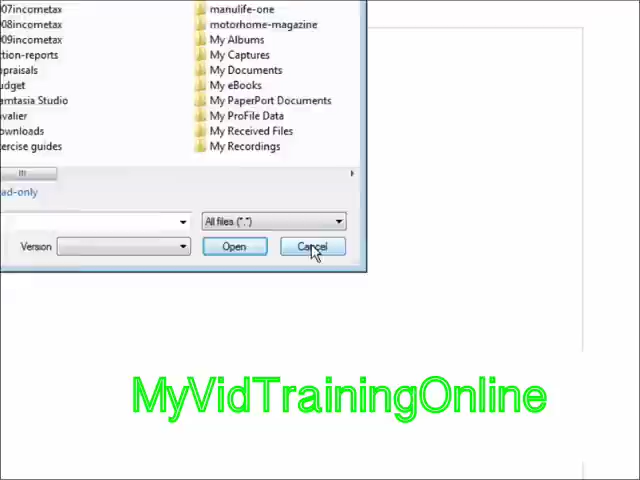 07incometax
08incometax
09incometax
ction-reports
praisals
udget
amtasia Studio
valier
ownloads
ercise guides
manulife-one
motorhome-magazine
My Albums
My Captures
My Documents
My eBooks
My PaperPort Documents
My ProFile Data
My Received Files
My Recordings
ad-only
All files (*.*)
Version
Open
Cancel
MyVidTrainingOnline